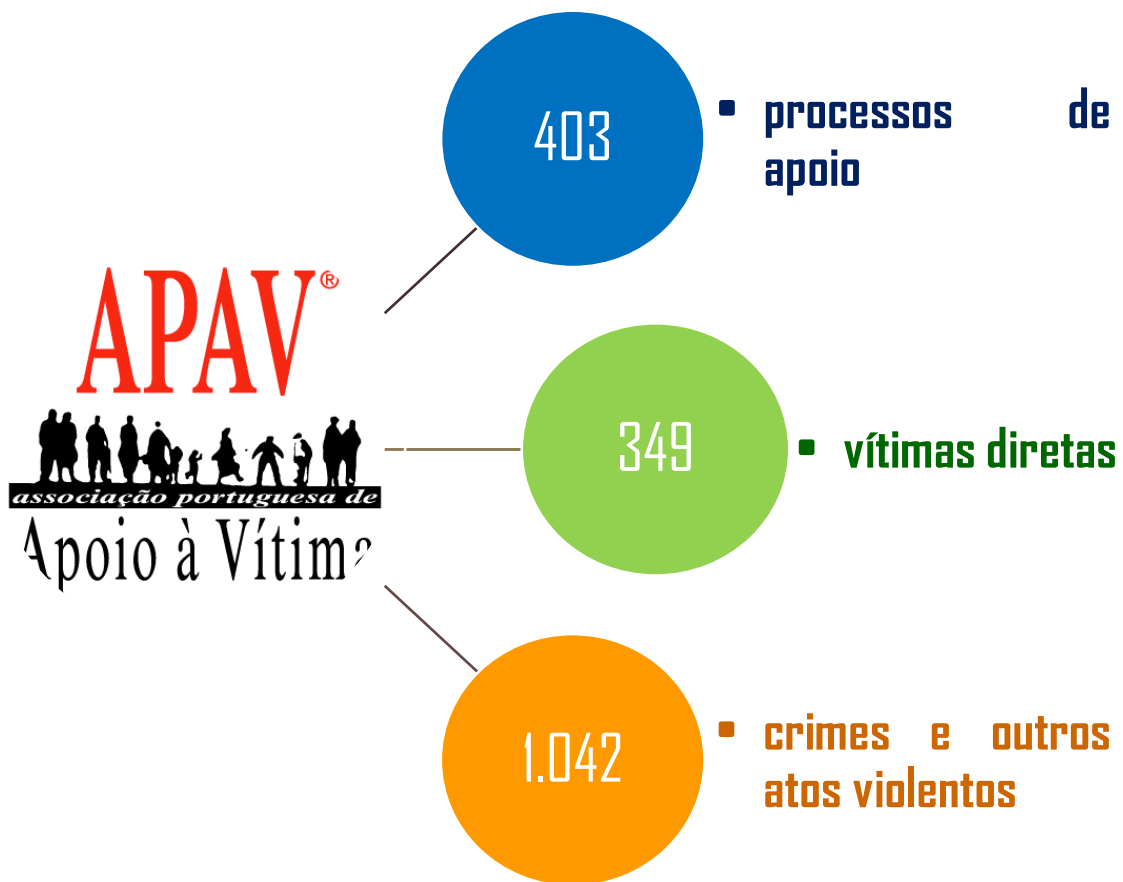 403
processos de
apoio
APAV®
associação portuguesa de
Apoio à Vítima
349
vítimas diretas
1.042
crimes e outros
atos violentos